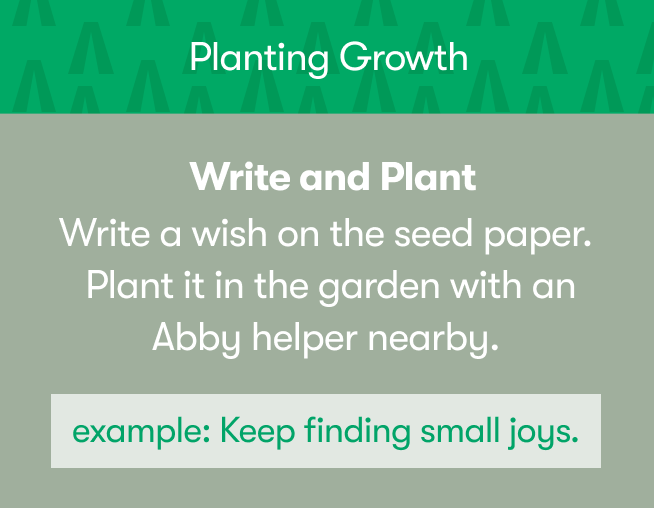 Planting Growth
Write and Plant
Write a wish on the seed paper.
Plant it in the garden with an
Abby helper nearby.
example: Keep finding small joys.